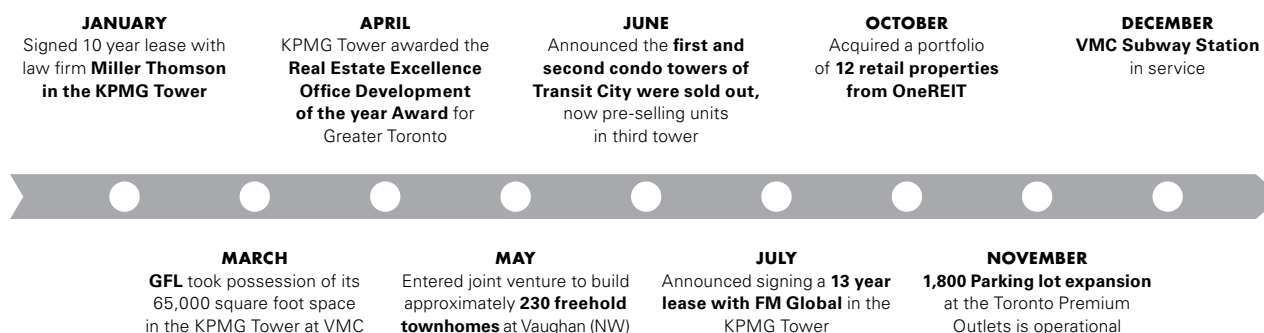 JANUARY
Signed 10 year lease with
law firm Miller Thomson
in the KPMG Tower
APRIL
KPMG Tower awarded the
Real Estate Excellence
Office Development
of the year Award for
Greater Toronto
JUNE
Announced the first and
second condo towers of
Transit City were sold out,
now pre-selling units
in third tower
OCTOBER
Acquired a portfolio
of 12 retail properties
from OneREIT
DECEMBER
VMC Subway Station
in service
MARCH
GFL took possession of its
65,000 square foot space
in the KPMG Tower at VMC
MAY
Entered joint venture to build
approximately 230 freehold
townhomes at Vaughan (NW)
JULY
Announced signing a 13 year
lease with FM Global in the
KPMG Tower
NOVEMBER
1,800 Parking lot expansion
at the Toronto Premium
Outlets is operational